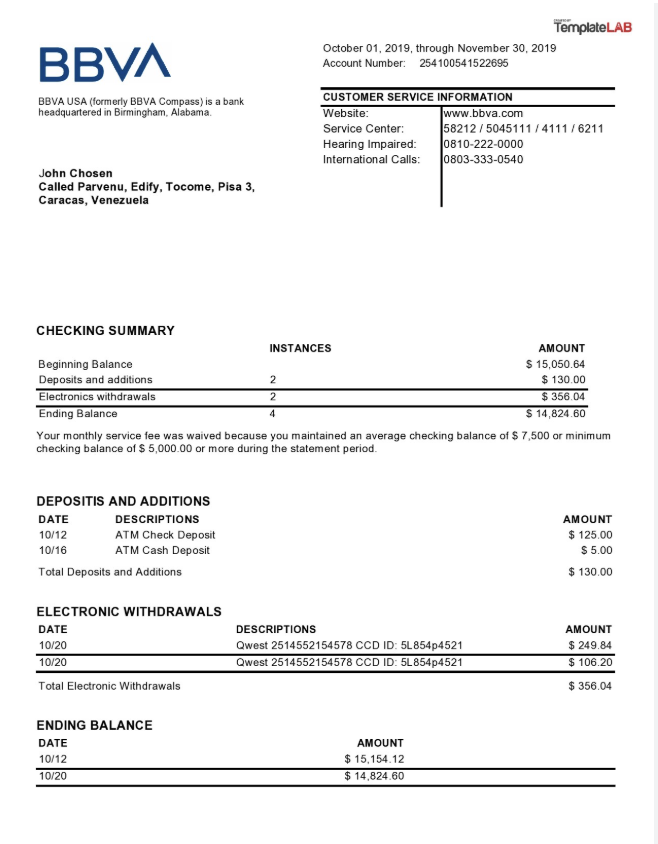 TemplateLAB
BBVA
October 01, 2019, through November 30, 2019
Account Number: 254100541522695
BBVA USA (formerly BBVA Compass) is a bank
headquartered in Birmingham, Alabama.
CUSTOMER SERVICE INFORMATION
Website: www.bbva.com
Service Center: 58212 / 5045111 / 4111 / 6211
Hearing Impaired: 0810-222-0000
International Calls: 0803-333-0540
John Chosen
Called Parvenu, Edify, Tocome, Pisa 3,
Caracas, Venezuela
CHECKING SUMMARY
INSTANCES AMOUNT
Beginning Balance $ 15,050.64
Deposits and additions 2 $ 130.00
Electronics withdrawals 2 $ 356.04
Ending Balance 4 $ 14,824.60
Your monthly service fee was waived because you maintained an average checking balance of $ 7,500 or minimum
checking balance of $ 5,000.00 or more during the statement period.
DEPOSITIS AND ADDITIONS
DATE DESCRIPTIONS AMOUNT
10/12 ATM Check Deposit $ 125.00
10/16 ATM Cash Deposit $ 5.00
Total Deposits and Additions $ 130.00
ELECTRONIC WITHDRAWALS
DATE DESCRIPTIONS AMOUNT
10/20 Qwest 2514552154578 CCD ID: 5L854p4521 $ 249.84
10/20 Qwest 2514552154578 CCD ID: 5L854p4521 $ 106.20
Total Electronic Withdrawals $ 356.04
ENDING BALANCE
DATE AMOUNT
10/12 $ 15,154.12
10/20 $ 14,824.60